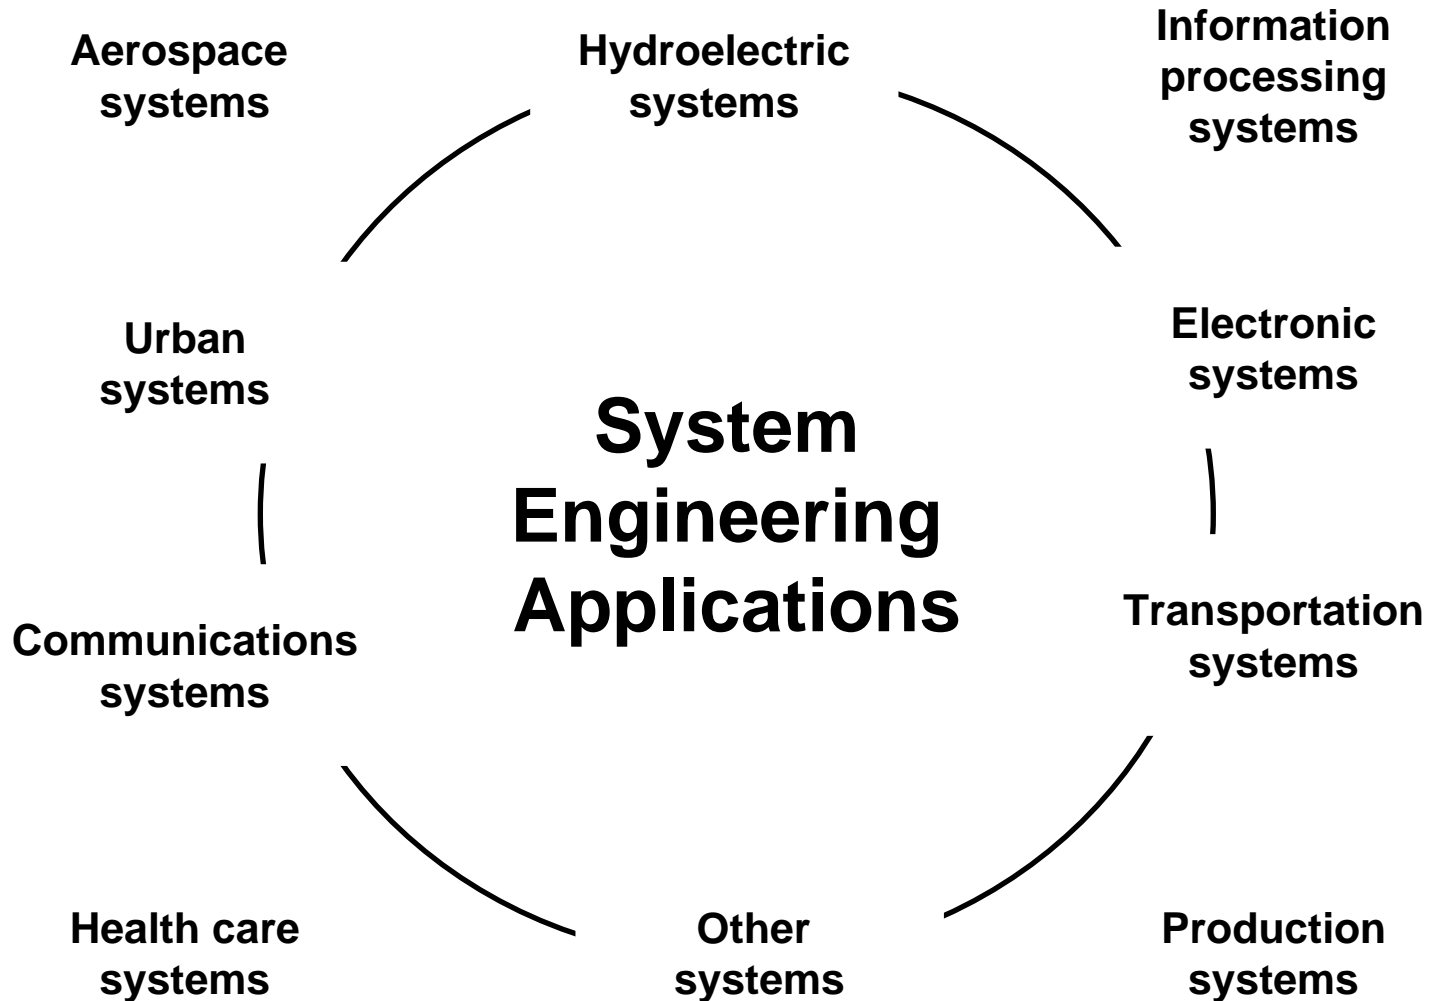 Aerospace
systems
Hydroelectric
systems
Information
processing
systems
Urban
systems
Electronic
systems
System
Engineering
Applications
Communications
systems
Transportation
systems
Health care
systems
Other
systems
Production
systems